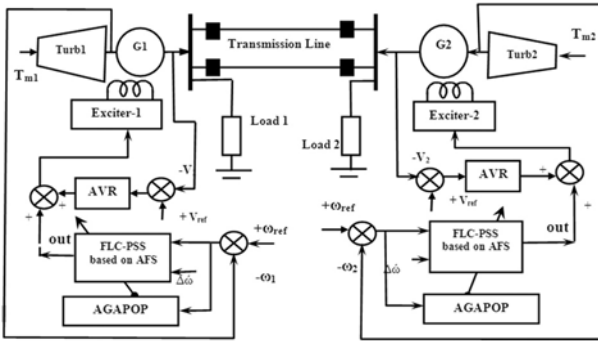 Turb1
G1
Transmission Line
G2
Turb2
Tm1
Tm2
Exciter-1
Exciter-2
Load 1
Load 2
-V
-V2
AVR
AVR
+
+
+
+
+ Vref
+ Vref
out
out
FLC-PSS
based on AFS
FLC-PSS
based on AFS
+ωref
+ωref
Δω̇
Δω̇
-ω1
-ω2
AGAPOP
AGAPOP